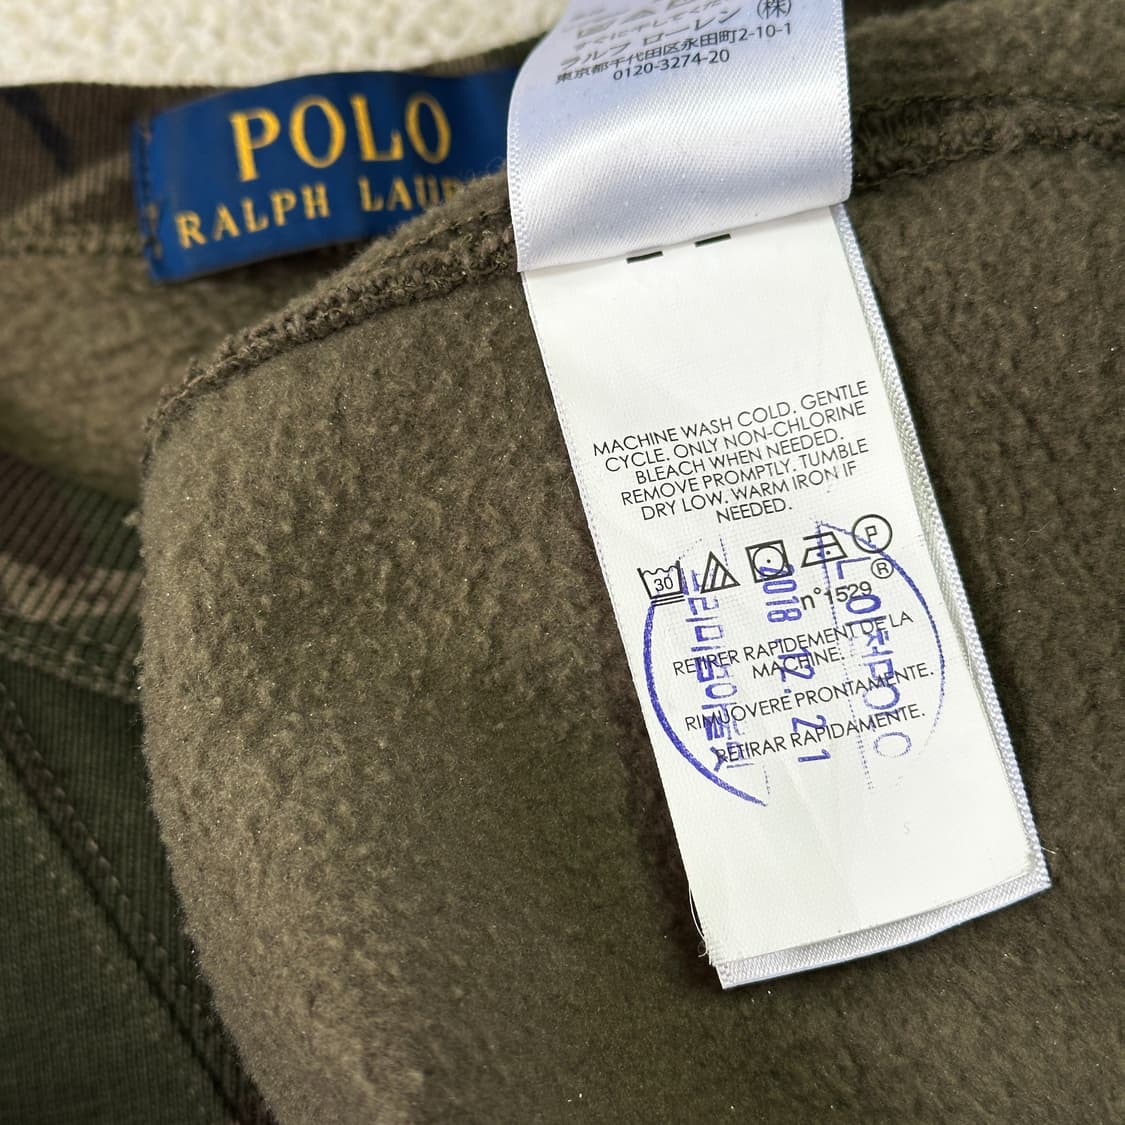 POLO
RALPH LAU
ラルフ ローレン (株)
東京都千代田区永田町2-10-1
0120-3274-20
MACHINE WASH COLD. GENTLE
CYCLE. ONLY NON-CHLORINE
BLEACH WHEN NEEDED.
REMOVE PROMPTLY. TUMBLE
DRY LOW. WARM IRON IF
NEEDED.
30
P
®
n°1529
RETIRER RAPIDEMENT DE LA
MACHINE.
RIMUOVERE PRONTAMENTE.
RETIRAR RAPIDAMENTE.
2018. 12. 21